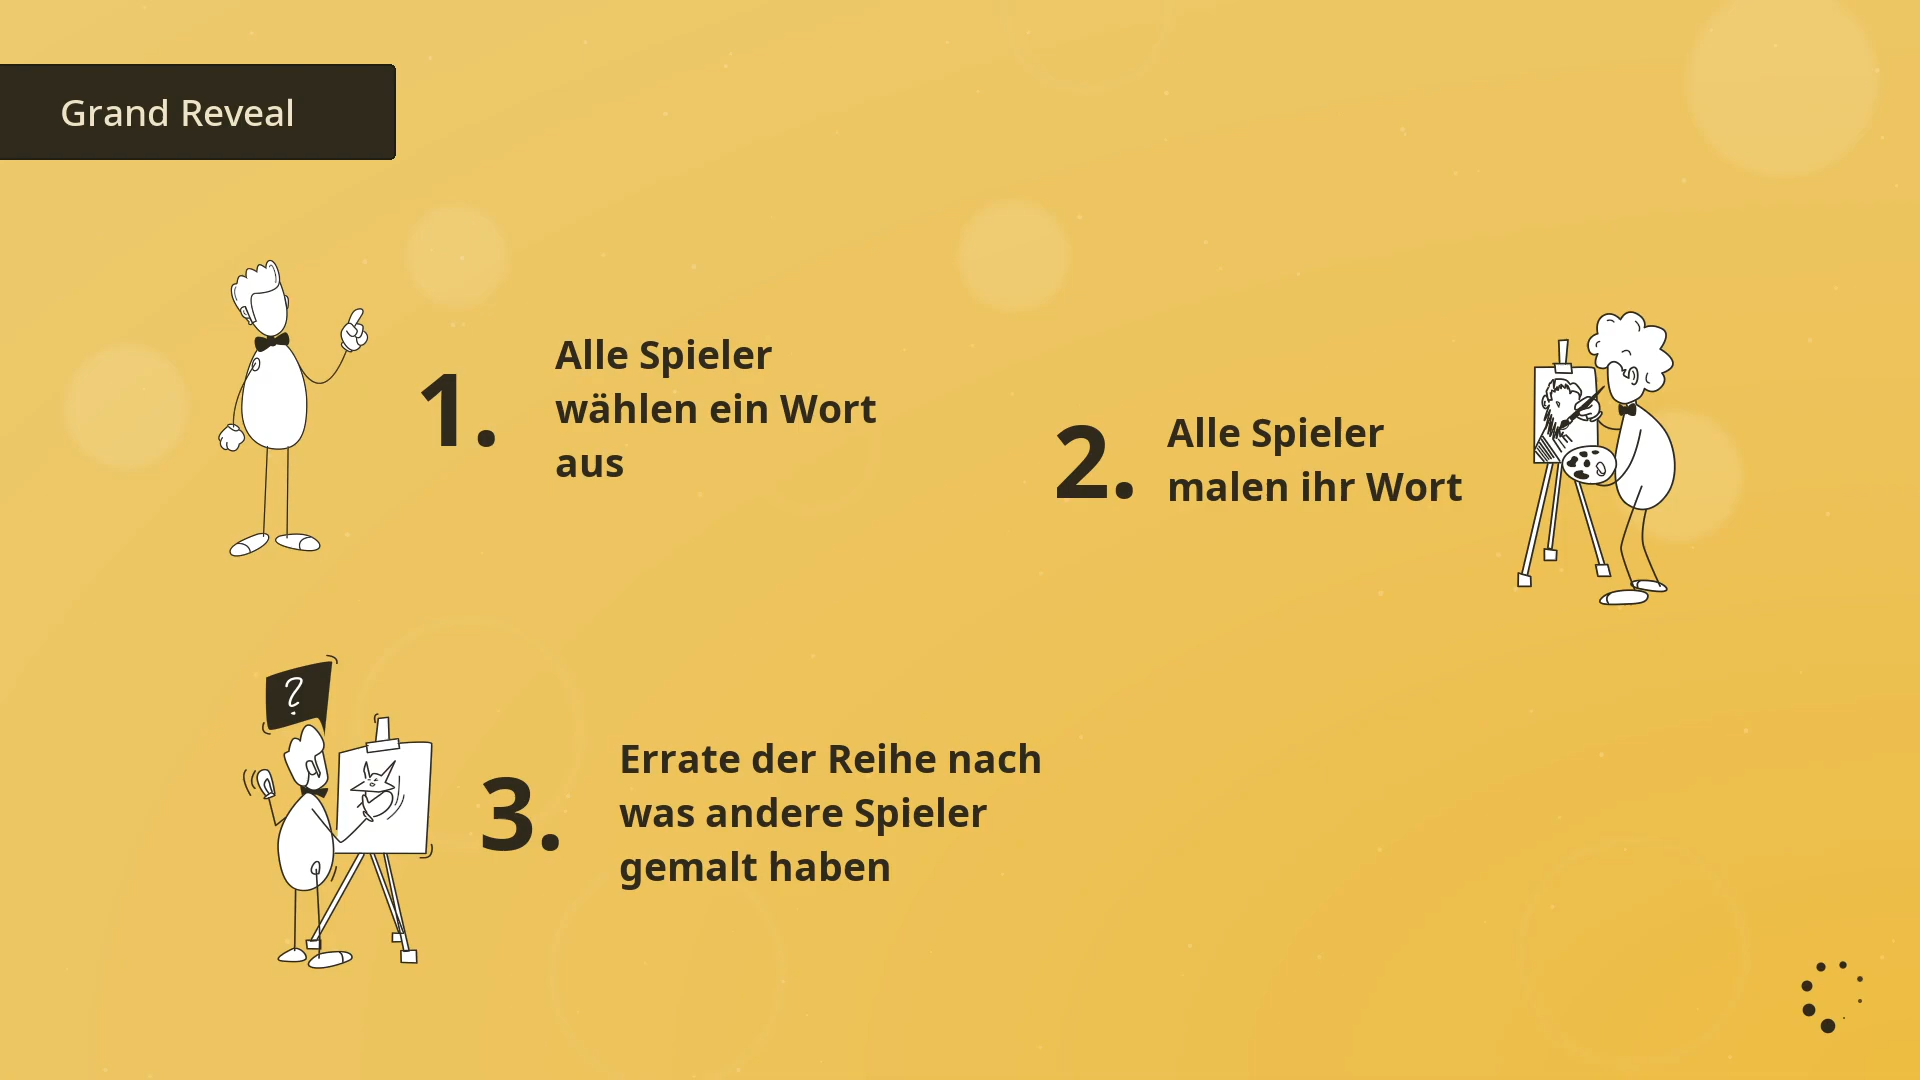 Grand Reveal
1.
Alle Spieler
wählen ein Wort
aus
2.
Alle Spieler
malen ihr Wort
?
3.
Errate der Reihe nach
was andere Spieler
gemalt haben